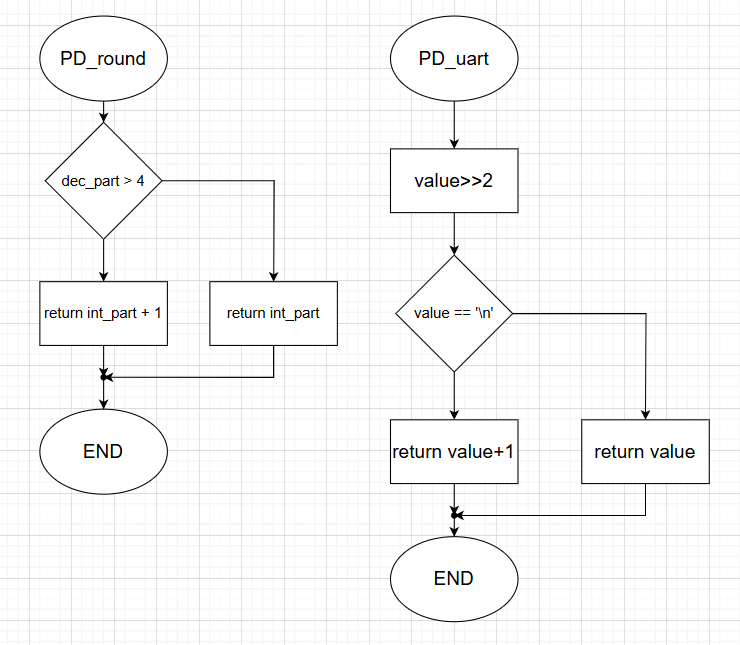 PD_round
dec_part > 4
return int_part + 1
return int_part
END
PD_uart
value>>2
value == '\n'
return value+1
return value
END